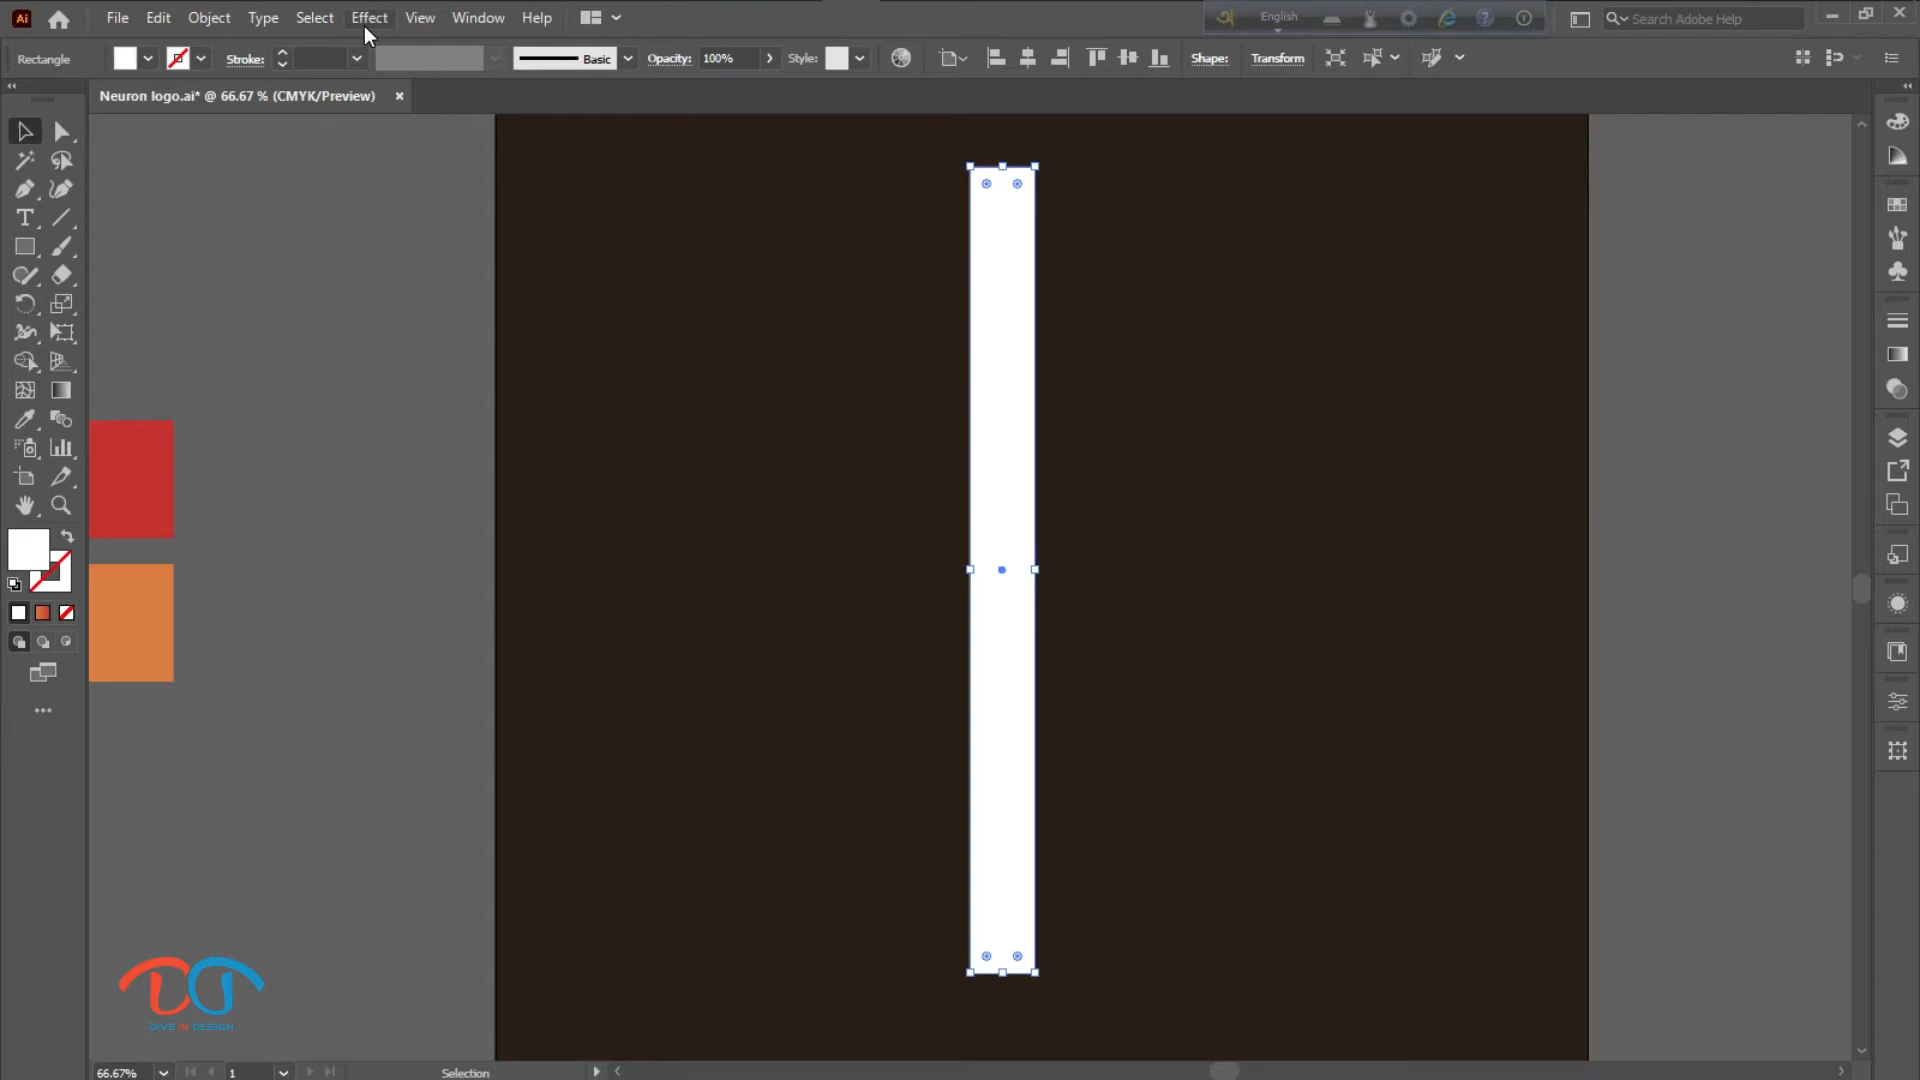 Ai File Edit Object Type Select Effect View Window Help English Search Adobe Help
Rectangle Stroke: Basic Opacity: 100% Style: Shape: Transform
Neuron logo.ai* @ 66.67 % (CMYK/Preview) ×
DIVE IN DESIGN
66.67% 1 Selection